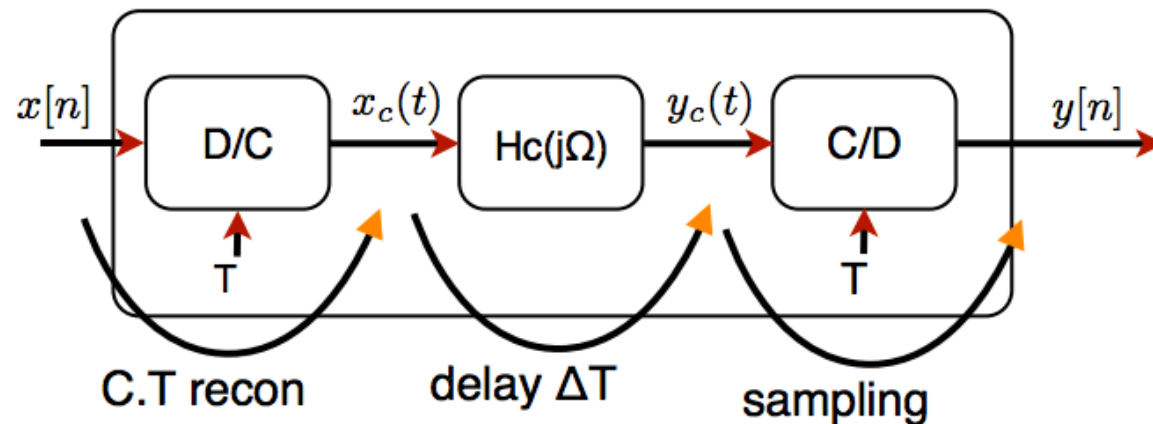 x[n]
D/C
x_c(t)
Hc(jΩ)
y_c(t)
C/D
y[n]
T
T
C.T recon
delay ΔT
sampling